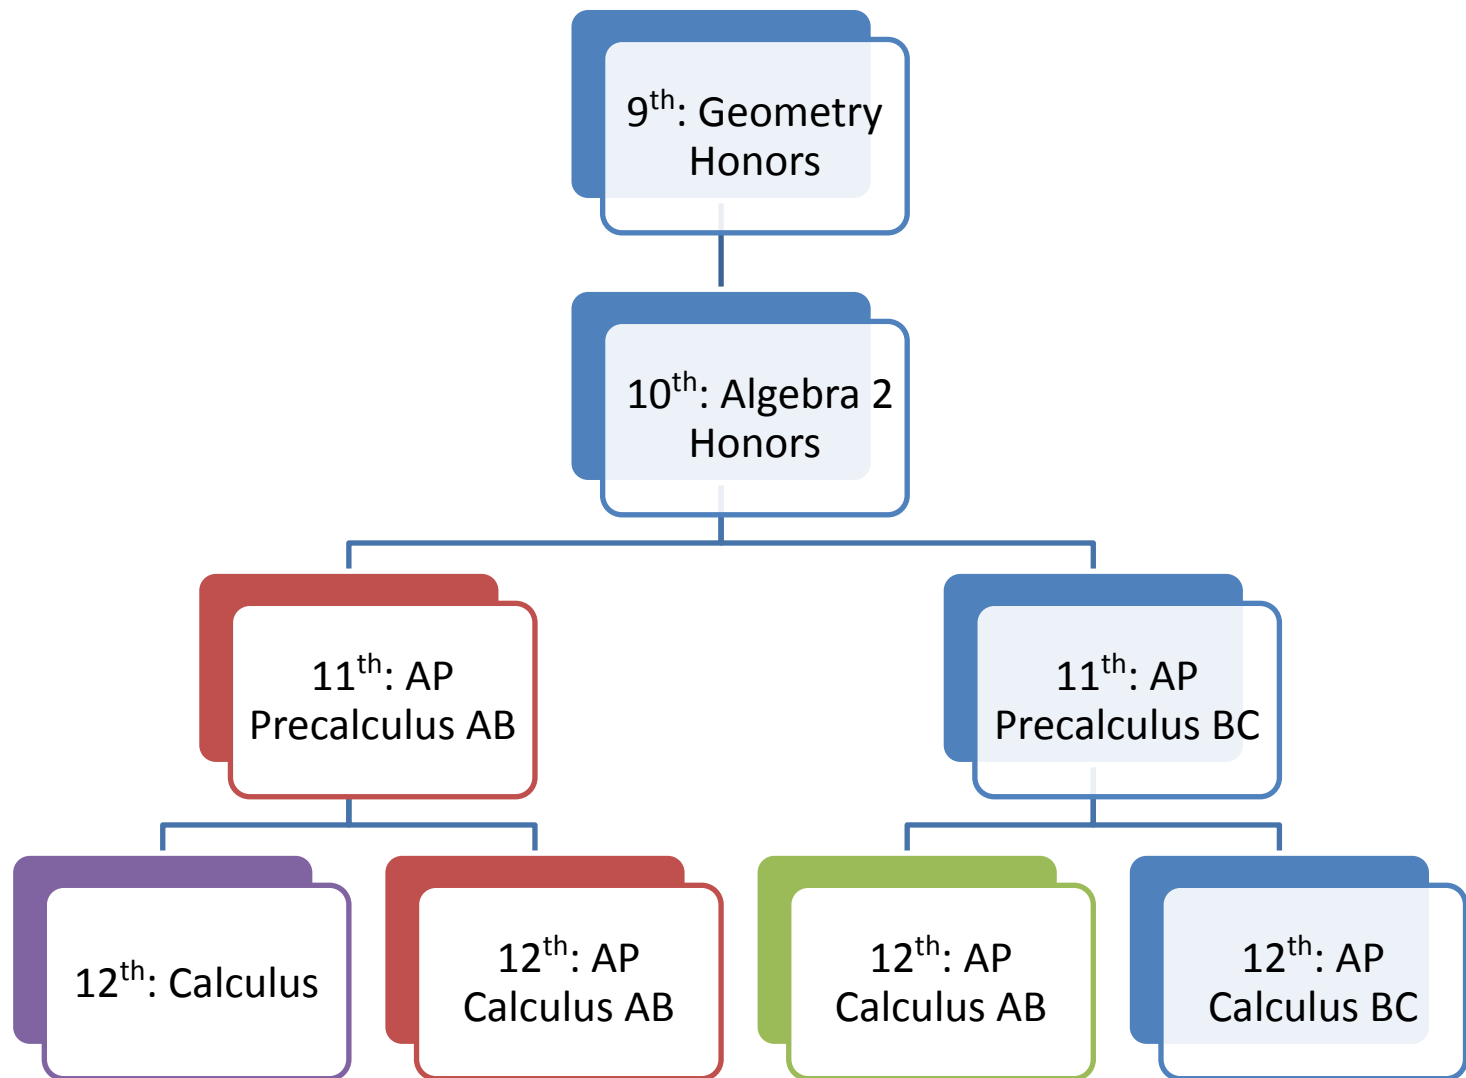 9th: Geometry
Honors
10th: Algebra 2
Honors
11th: AP
Precalculus AB
11th: AP
Precalculus BC
12th: Calculus
12th: AP
Calculus AB
12th: AP
Calculus AB
12th: AP
Calculus BC